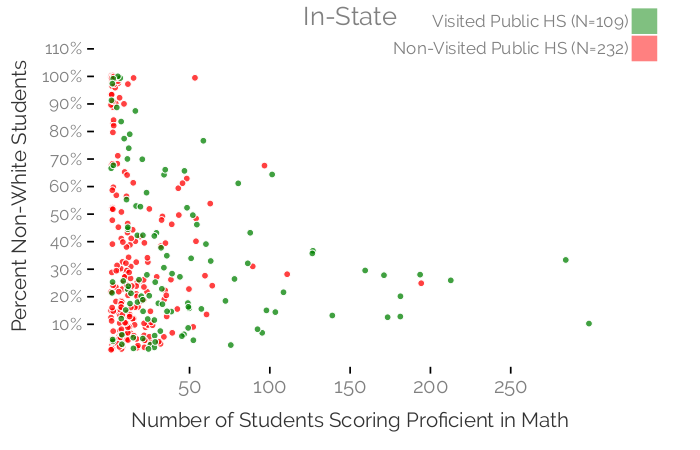 In-State
Visited Public HS (N=109)
Non-Visited Public HS (N=232)
Percent Non-White Students
110%
100%
90%
80%
70%
60%
50%
40%
30%
20%
10%
50 100 150 200 250
Number of Students Scoring Proficient in Math